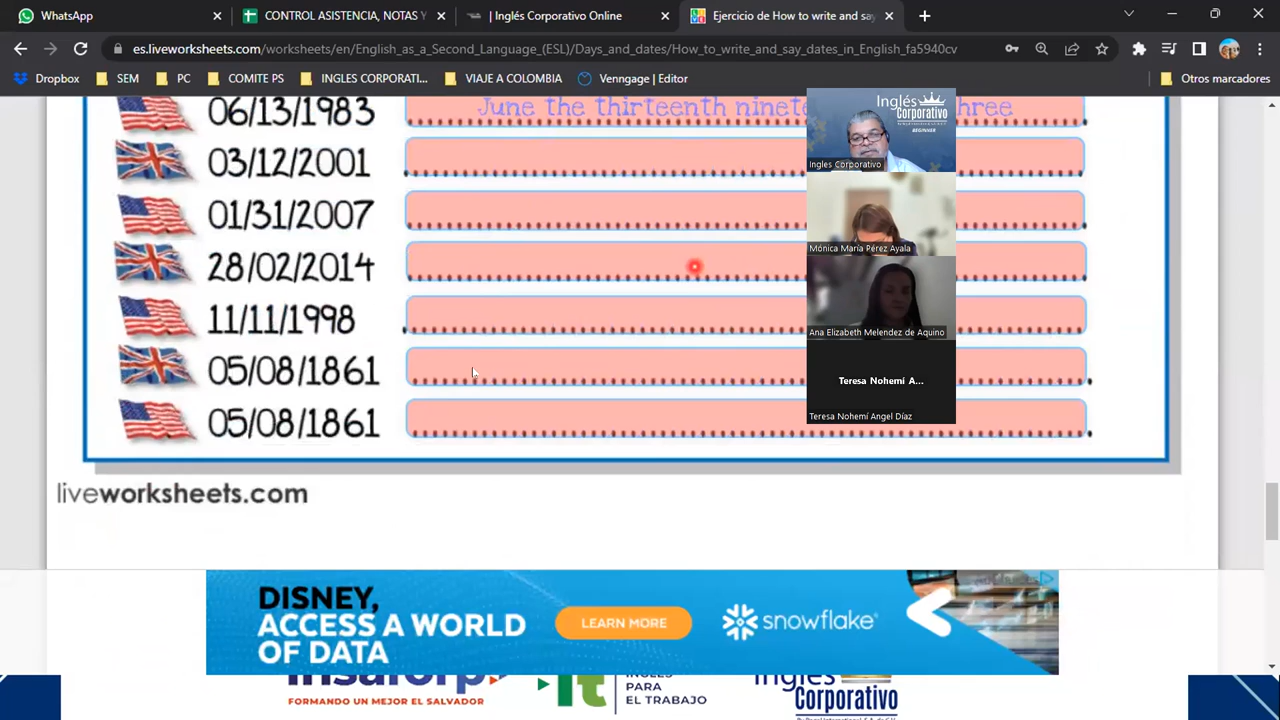 WhatsApp
CONTROL ASISTENCIA, NOTAS Y
| Inglés Corporativo Online
Ejercicio de How to write and say
es.liveworksheets.com/worksheets/en/English_as_a_Second_Language_(ESL)/Days_and_dates/How_to_write_and_say_dates_in_English_fa5940cv
Dropbox
SEM
PC
COMITE PS
INGLES CORPORATI...
VIAJE A COLOMBIA
Venngage | Editor
Otros marcadores
06/13/1983 June the thirteenth ninete hree
03/12/2001
01/31/2007
28/02/2014
11/11/1998
05/08/1861
05/08/1861
Inglés
Corporativo
BEGINNER
Ingles Corporativo
Mónica María Pérez Ayala
Ana Elizabeth Melendez de Aquino
Teresa Nohemí A...
Teresa Nohemí Angel Díaz
liveworksheets.com
DISNEY,
ACCESS A WORLD
OF DATA
LEARN MORE
snowflake
insaforp
FORMANDO UN MEJOR EL SALVADOR
INGLÉS
PARA
EL TRABAJO
Inglés
Corporativo